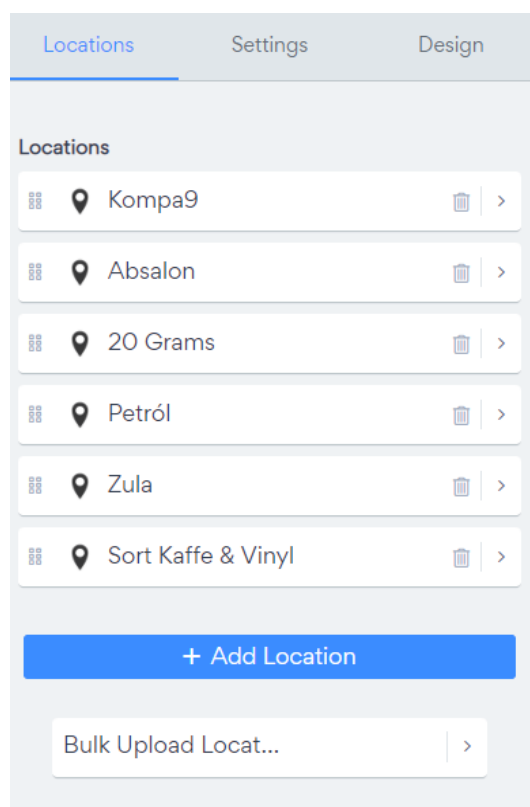 Locations Settings Design
Locations
Kompa9
Absalon
20 Grams
Petról
Zula
Sort Kaffe & Vinyl
+ Add Location
Bulk Upload Locat...